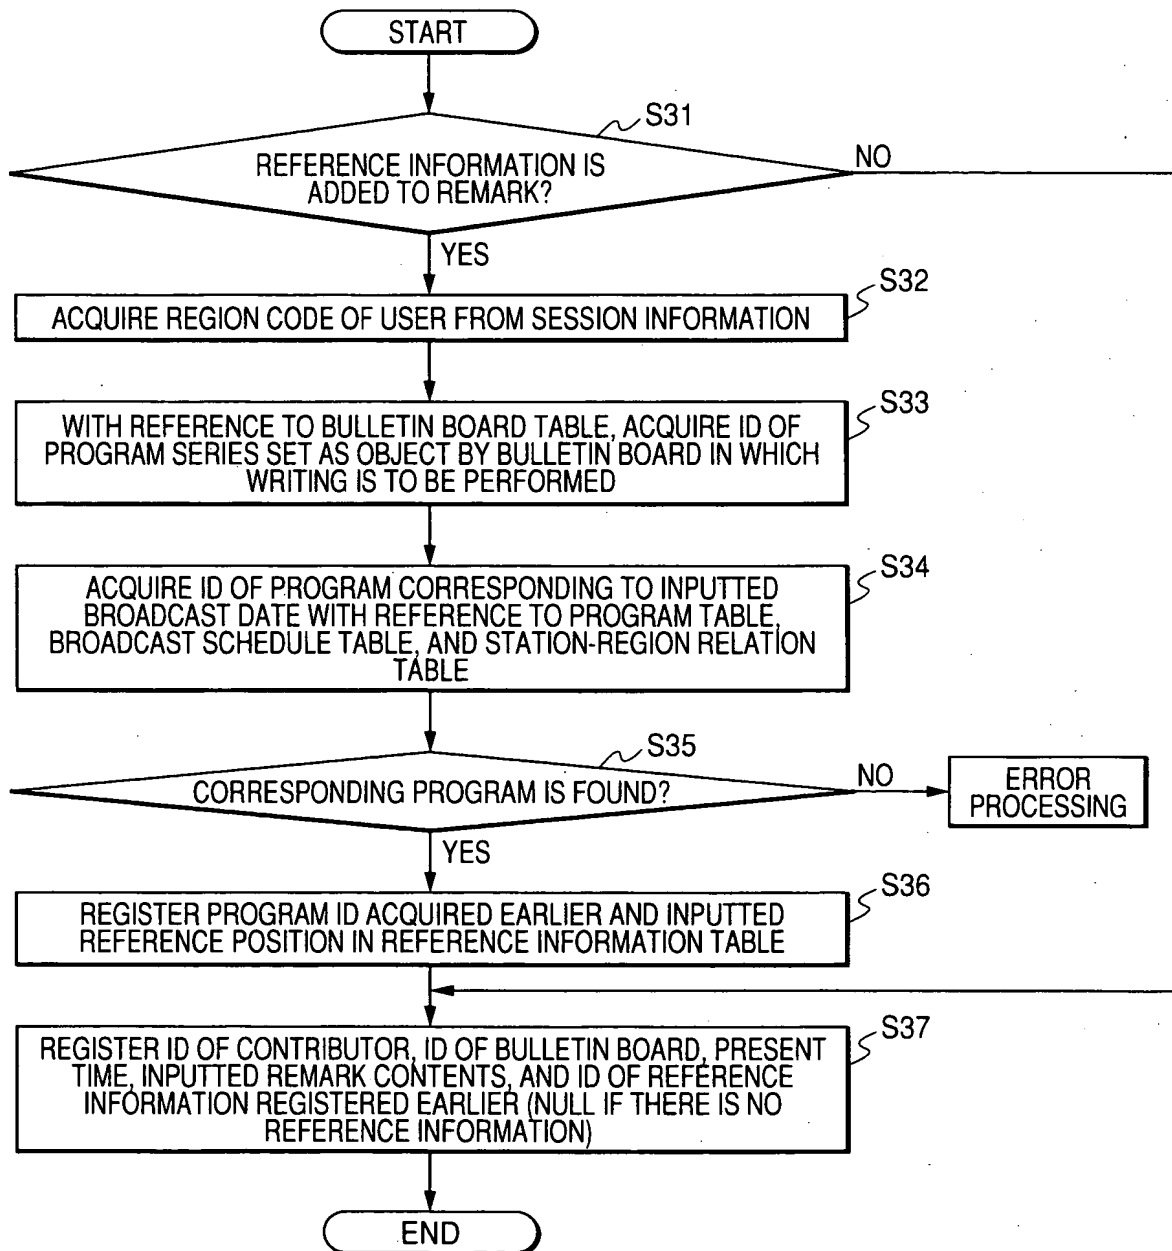 START
S31
REFERENCE INFORMATION IS
ADDED TO REMARK?
NO
YES
S32
ACQUIRE REGION CODE OF USER FROM SESSION INFORMATION
S33
WITH REFERENCE TO BULLETIN BOARD TABLE, ACQUIRE ID OF
PROGRAM SERIES SET AS OBJECT BY BULLETIN BOARD IN WHICH
WRITING IS TO BE PERFORMED
S34
ACQUIRE ID OF PROGRAM CORRESPONDING TO INPUTTED
BROADCAST DATE WITH REFERENCE TO PROGRAM TABLE,
BROADCAST SCHEDULE TABLE, AND STATION-REGION RELATION
TABLE
S35
CORRESPONDING PROGRAM IS FOUND?
NO
ERROR
PROCESSING
YES
S36
REGISTER PROGRAM ID ACQUIRED EARLIER AND INPUTTED
REFERENCE POSITION IN REFERENCE INFORMATION TABLE
S37
REGISTER ID OF CONTRIBUTOR, ID OF BULLETIN BOARD, PRESENT
TIME, INPUTTED REMARK CONTENTS, AND ID OF REFERENCE
INFORMATION REGISTERED EARLIER (NULL IF THERE IS NO
REFERENCE INFORMATION)
END